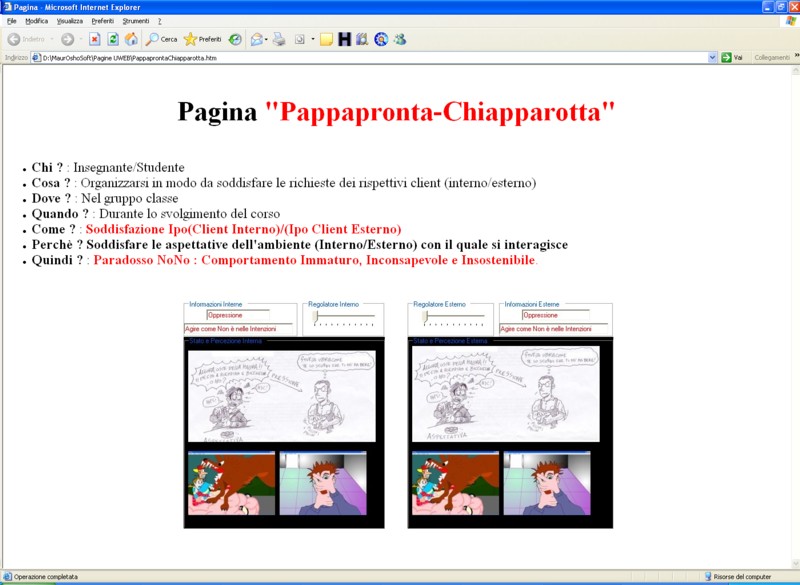 Pagina - Microsoft Internet Explorer
File Modifica Visualizza Preferiti Strumenti ?
Indietro Cerca Preferiti
Indirizzo D:\MaurOshoSoft\Pagine UWEB\PappaprontaChiapparotta.htm Vai Collegamenti
Pagina "Pappapronta-Chiapparotta"
Chi ? : Insegnante/Studente
Cosa ? : Organizzarsi in modo da soddisfare le richieste dei rispettivi client (interno/esterno)
Dove ? : Nel gruppo classe
Quando ? : Durante lo svolgimento del corso
Come ? : Soddisfazione Ipo(Client Interno)/(Ipo Client Esterno)
Perchè ? Soddisfare le aspettative dell'ambiente (Interno/Esterno) con il quale si interagisce
Quindi ? : Paradosso NoNo : Comportamento Immaturo, Inconsapevole e Insostenibile.
Informazioni Interne Regolatore Interno Regolatore Esterno Informazioni Esterne
Oppressione Oppressione
Agire come Non è nelle Intenzioni Agire come Non è nelle Intenzioni
Stato e Percezione Interna Stato e Percezione Esterna
PRESSIONE PRESSIONE
ASPETTATIVA ASPETTATIVA
Operazione completata Risorse del computer